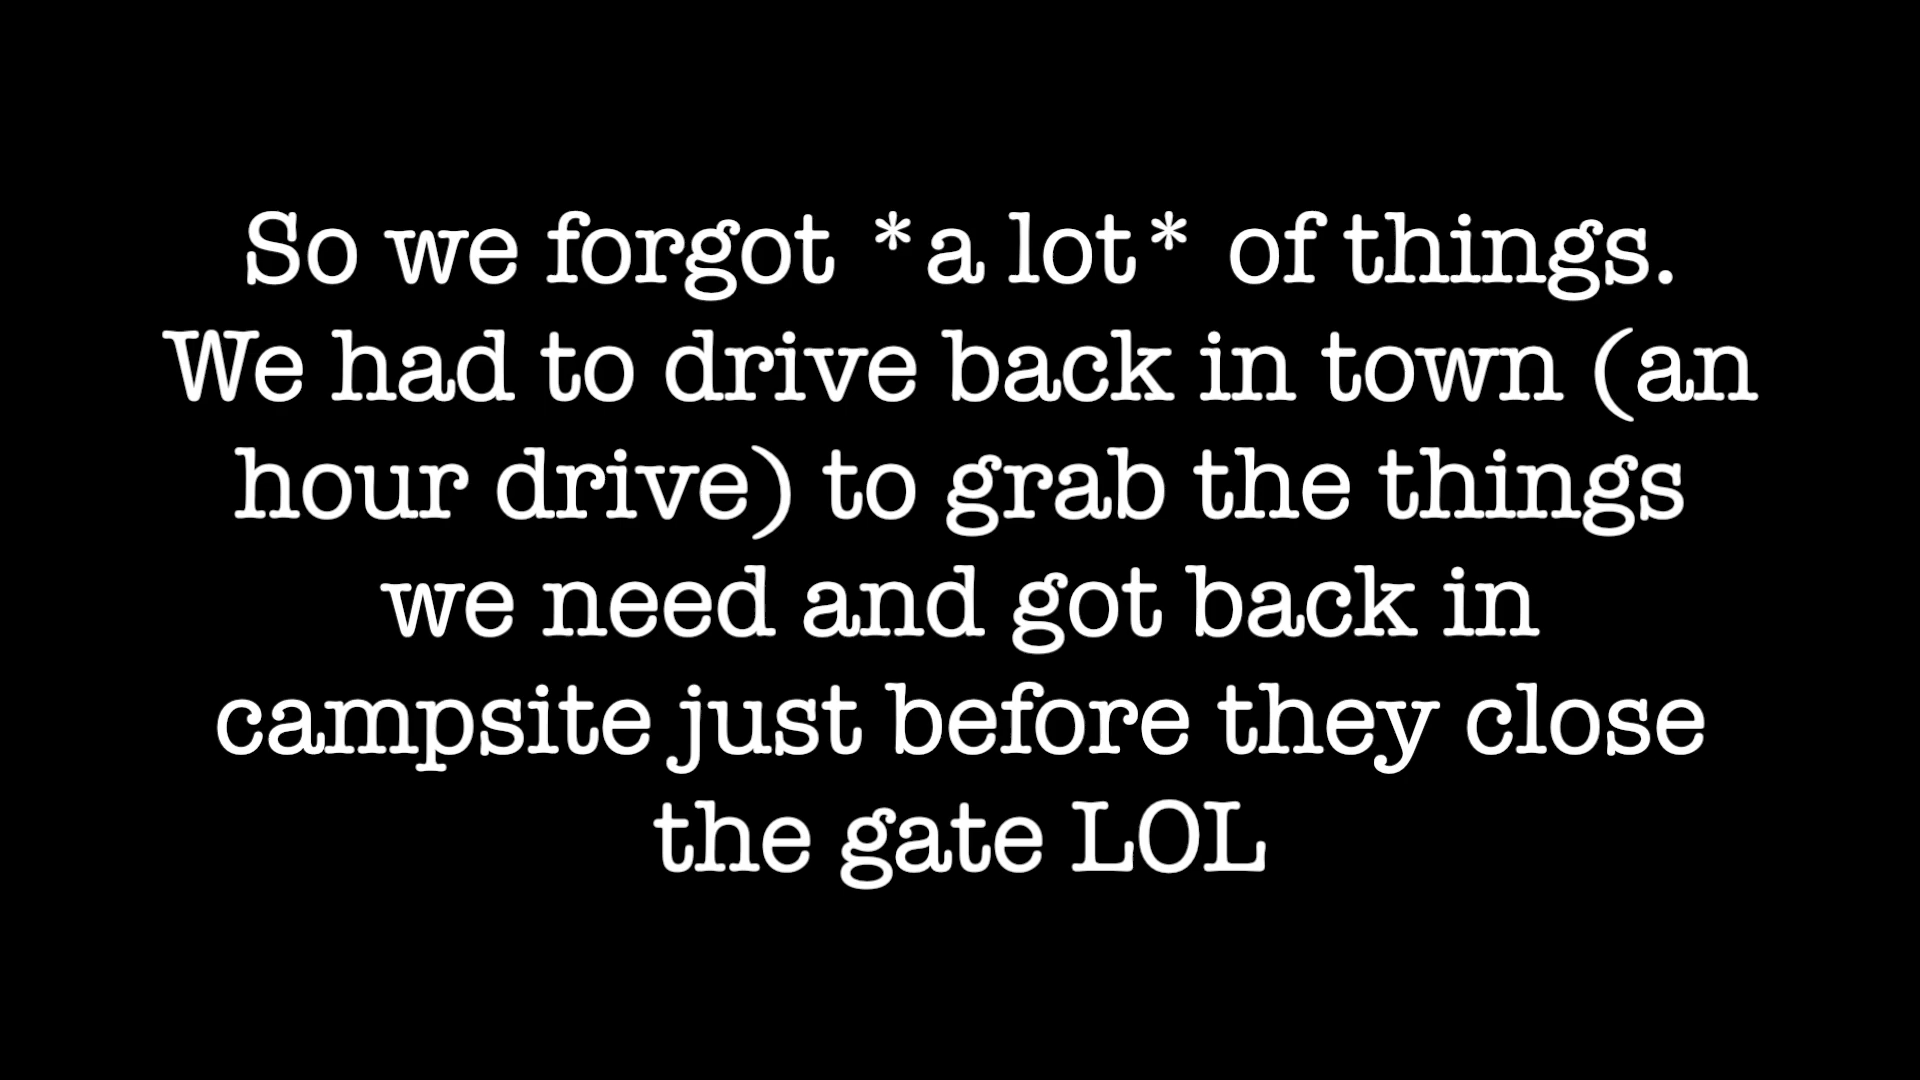 So we forgot *a lot* of things.
We had to drive back in town (an
hour drive) to grab the things
we need and got back in
campsite just before they close
the gate LOL